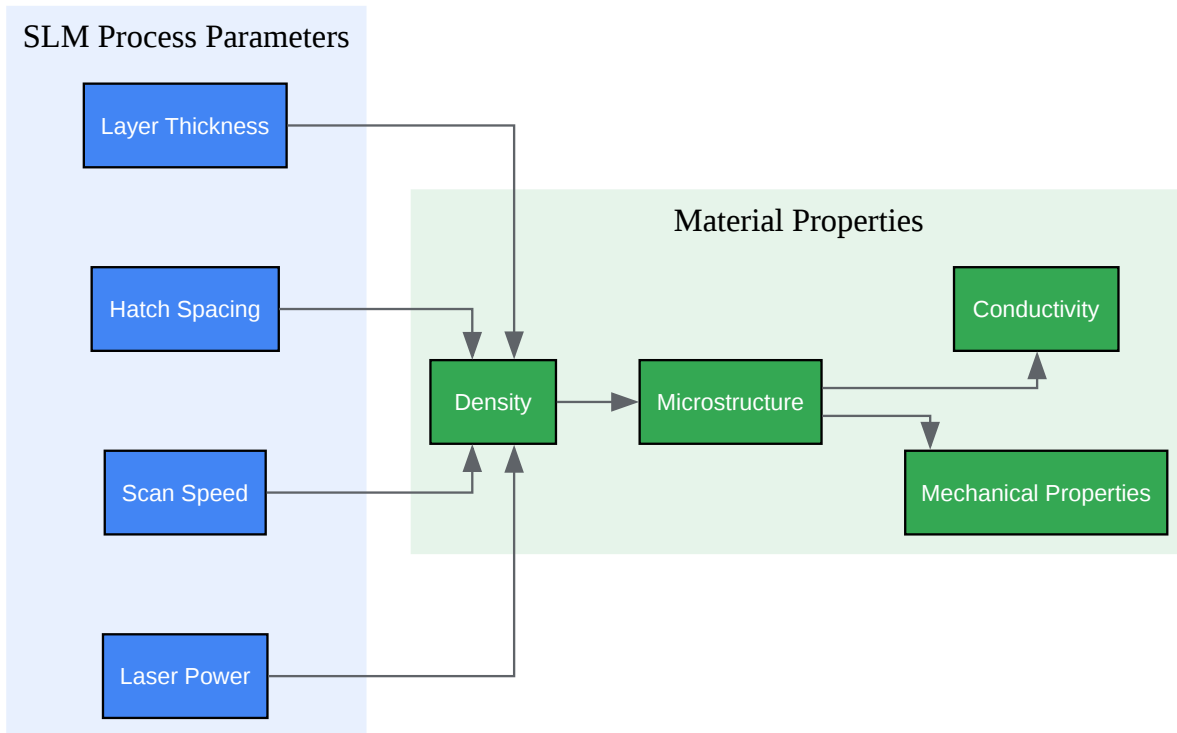 SLM Process Parameters
Layer Thickness
Hatch Spacing
Scan Speed
Laser Power
Material Properties
Density
Microstructure
Conductivity
Mechanical Properties